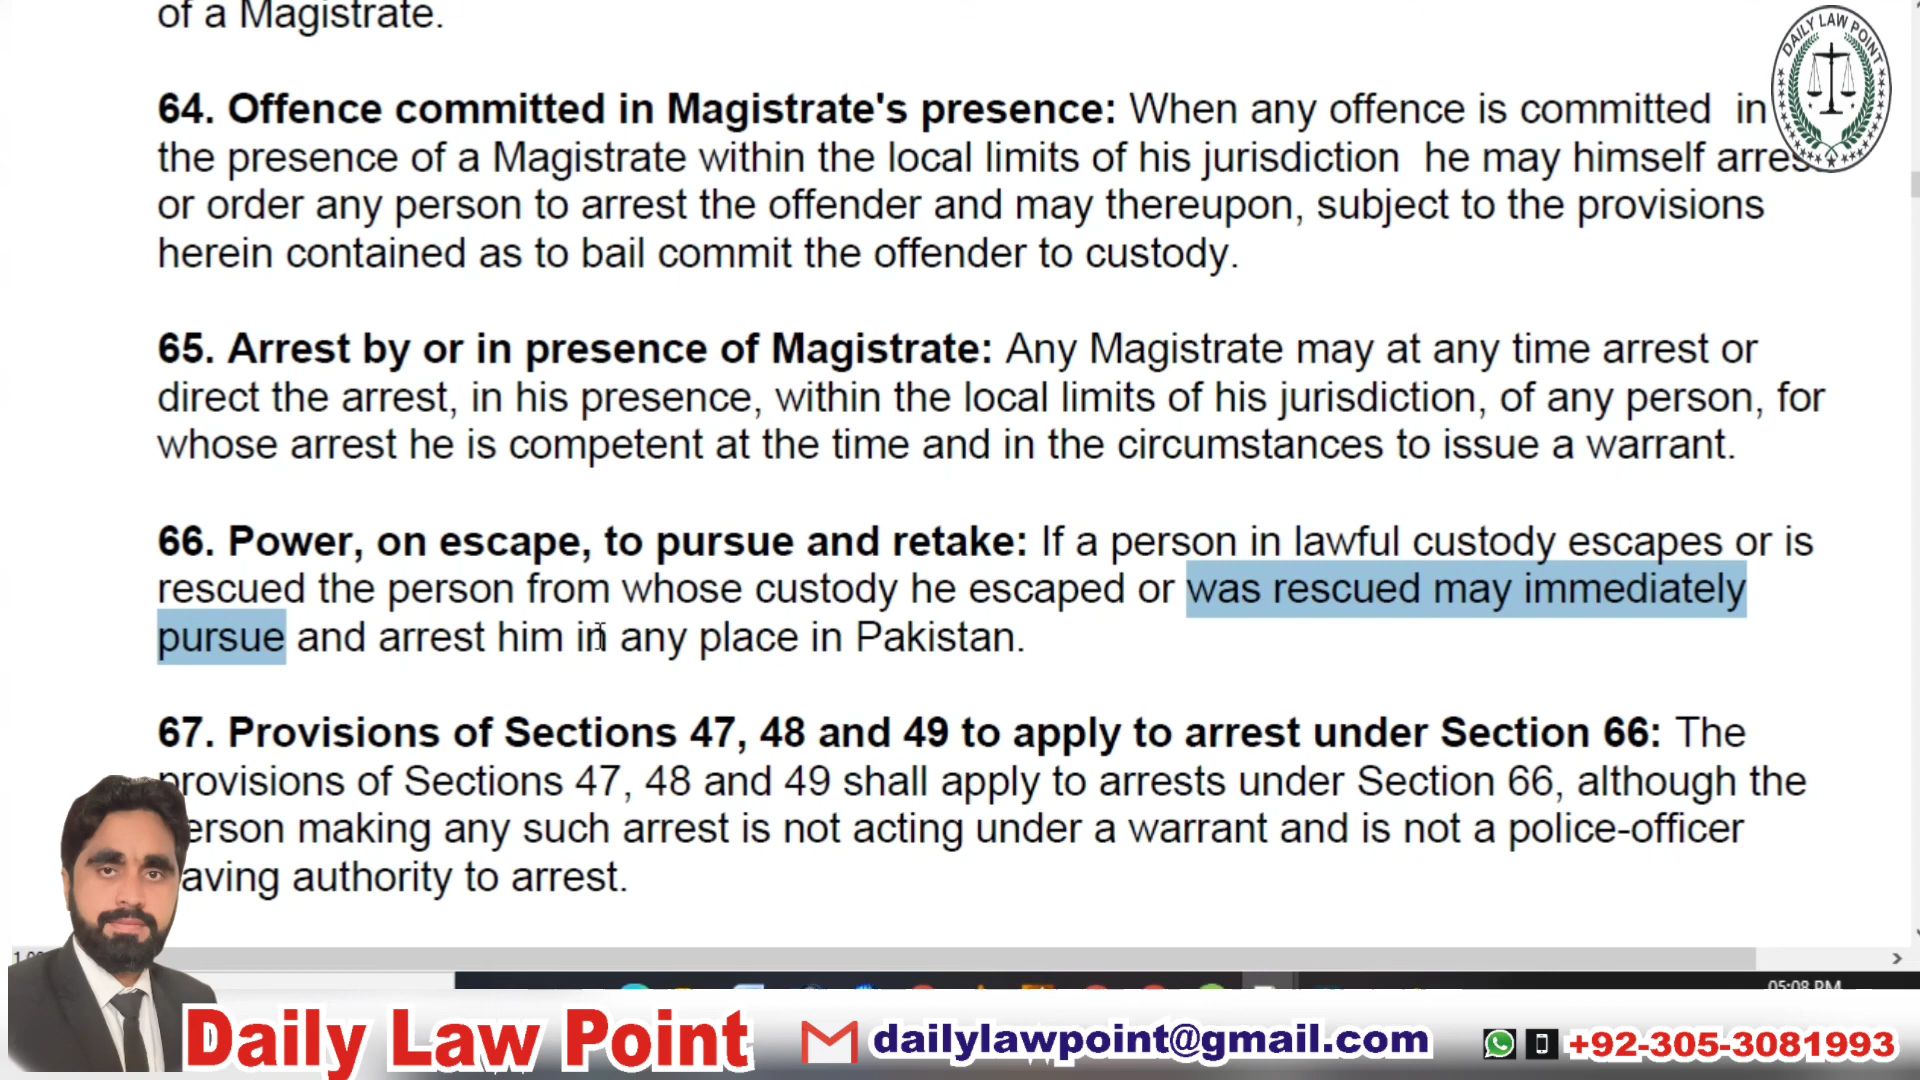 of a Magistrate.
DAILY LAW POINT
64. Offence committed in Magistrate's presence: When any offence is committed in
the presence of a Magistrate within the local limits of his jurisdiction he may himself arres
or order any person to arrest the offender and may thereupon, subject to the provisions
herein contained as to bail commit the offender to custody.
65. Arrest by or in presence of Magistrate: Any Magistrate may at any time arrest or
direct the arrest, in his presence, within the local limits of his jurisdiction, of any person, for
whose arrest he is competent at the time and in the circumstances to issue a warrant.
66. Power, on escape, to pursue and retake: If a person in lawful custody escapes or is
rescued the person from whose custody he escaped or was rescued may immediately
pursue and arrest him in any place in Pakistan.
67. Provisions of Sections 47, 48 and 49 to apply to arrest under Section 66: The
provisions of Sections 47, 48 and 49 shall apply to arrests under Section 66, although the
erson making any such arrest is not acting under a warrant and is not a police-officer
aving authority to arrest.
05:08 PM
Daily Law Point
dailylawpoint@gmail.com
+92-305-3081993